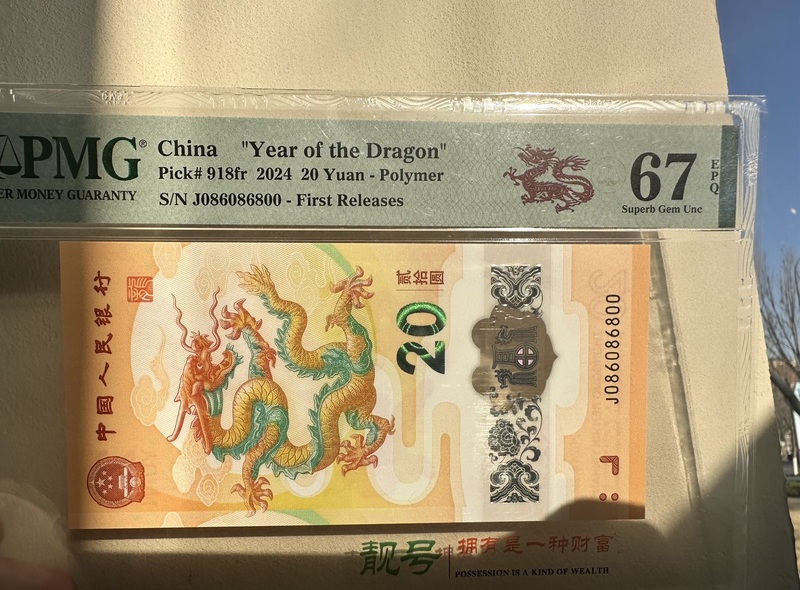 PMG®
ER MONEY GUARANTY
China "Year of the Dragon"
Pick# 918fr 2024 20 Yuan - Polymer
S/N J086086800 - First Releases
67
EPQ
Superb Gem Unc
中国人民银行
贰拾圆
20
J086086800
靓号
拥有是一种财富
POSSESSION IS A KIND OF WEALTH